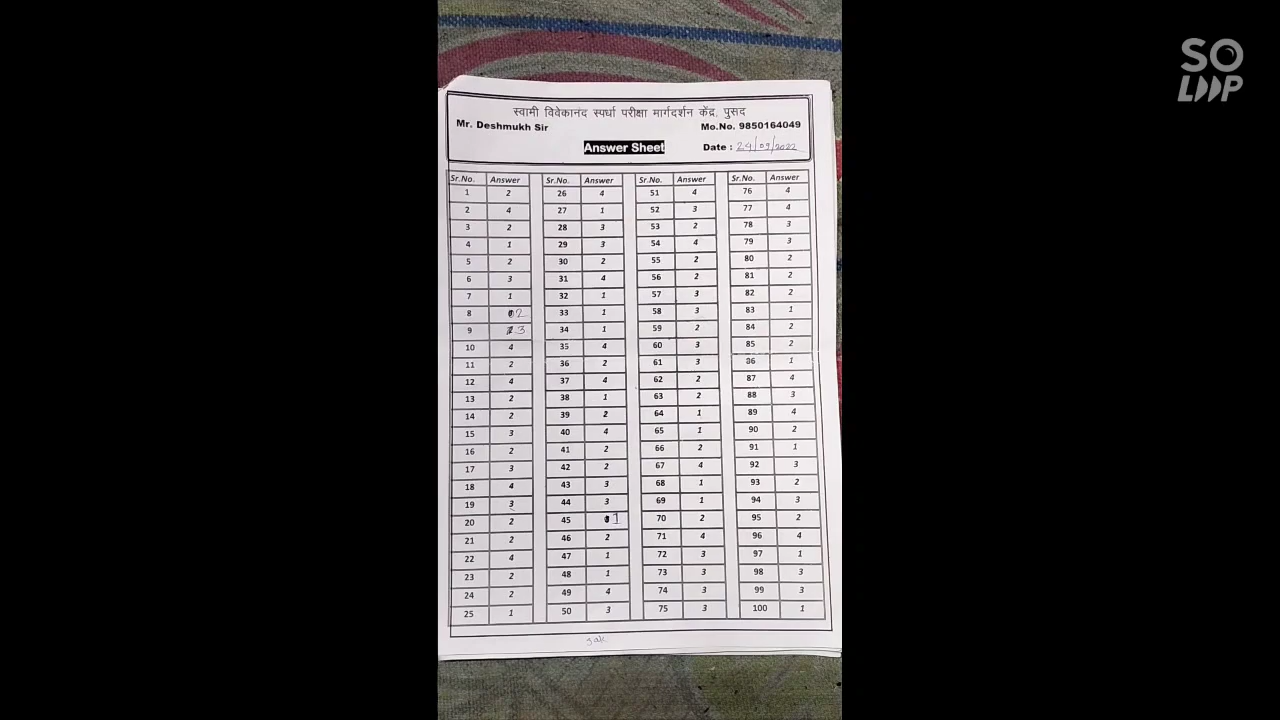 SO
LOOP
स्वामी विवेकानंद स्पर्धा परीक्षा मार्गदर्शन केंद्र, पुसद
Mr. Deshmukh Sir Mo.No. 9850164049
Answer Sheet Date : 24/09/2022
Sr.No. Answer Sr.No. Answer Sr.No. Answer Sr.No. Answer
1 2 26 4 51 4 76 4
2 4 27 1 52 3 77 4
3 2 28 3 53 2 78 3
4 1 29 3 54 4 79 3
5 2 30 2 55 2 80 2
6 3 31 4 56 2 81 2
7 1 32 1 57 3 82 2
8 2 33 1 58 3 83 1
9 3 34 1 59 2 84 2
10 4 35 4 60 3 85 2
11 2 36 2 61 3 86 1
12 4 37 4 62 2 87 4
13 2 38 1 63 2 88 3
14 2 39 2 64 1 89 4
15 3 40 4 65 1 90 2
16 2 41 2 66 2 91 1
17 3 42 2 67 4 92 3
18 4 43 3 68 1 93 2
19 3 44 3 69 1 94 3
20 2 45 1 70 2 95 2
21 2 46 2 71 4 96 4
22 4 47 1 72 3 97 1
23 2 48 1 73 3 98 3
24 2 49 4 74 3 99 3
25 1 50 3 75 3 100 1